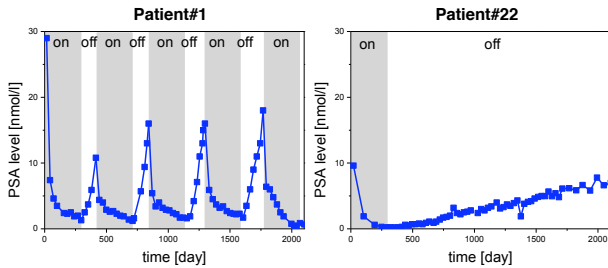 Patient#1
PSA level [nmol/l]
30
20
10
0
on off on off on off on off on
0 500 1000 1500 2000
time [day]
Patient#22
PSA level [nmol/l]
30
20
10
0
on off
0 500 1000 1500 2000
time [day]